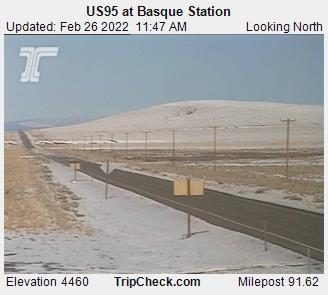 US95 at Basque Station
Updated: Feb 26 2022 11:47 AM Looking North
Elevation 4460 TripCheck.com Milepost 91.62